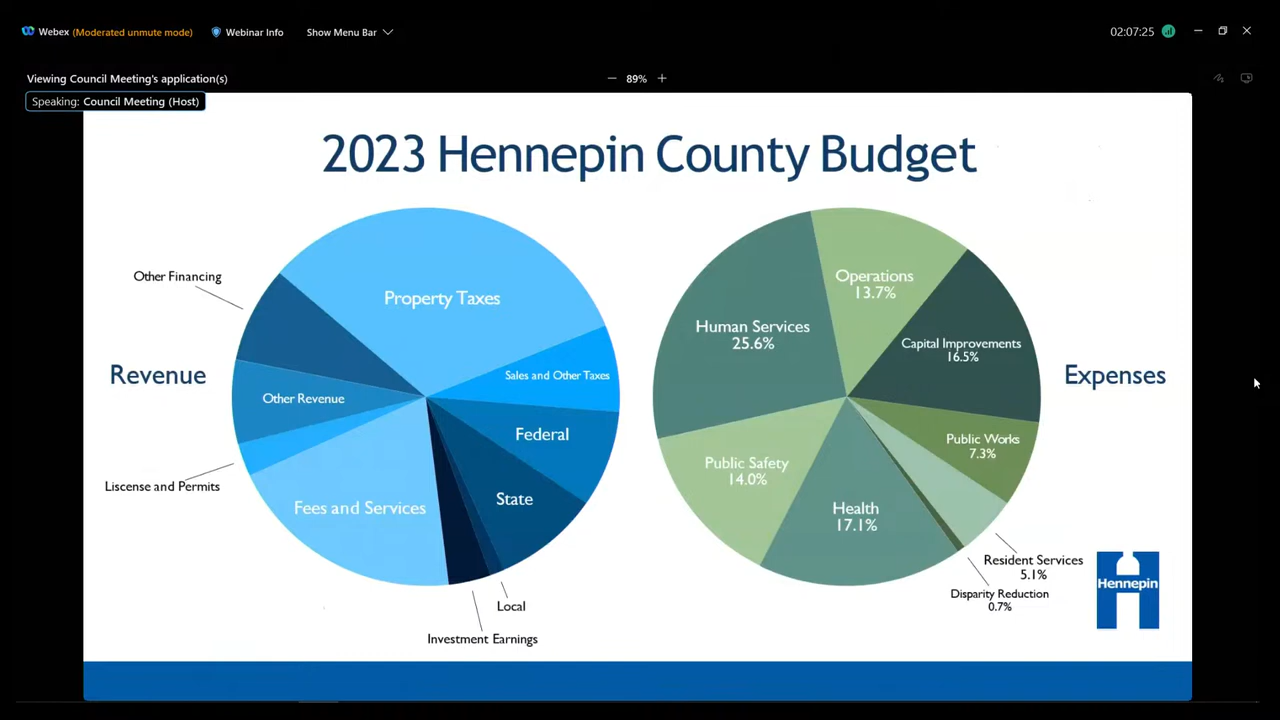 Webex (Moderated unmute mode) Webinar Info Show Menu Bar 02:07:25
Viewing Council Meeting's application(s) 89%
Speaking: Council Meeting (Host)
2023 Hennepin County Budget
Revenue
Other Financing
Property Taxes
Sales and Other Taxes
Other Revenue
Federal
Liscense and Permits
State
Fees and Services
Local
Investment Earnings
Expenses
Operations
13.7%
Human Services
25.6%
Capital Improvements
16.5%
Public Works
7.3%
Public Safety
14.0%
Health
17.1%
Resident Services
5.1%
Disparity Reduction
0.7%
Hennepin